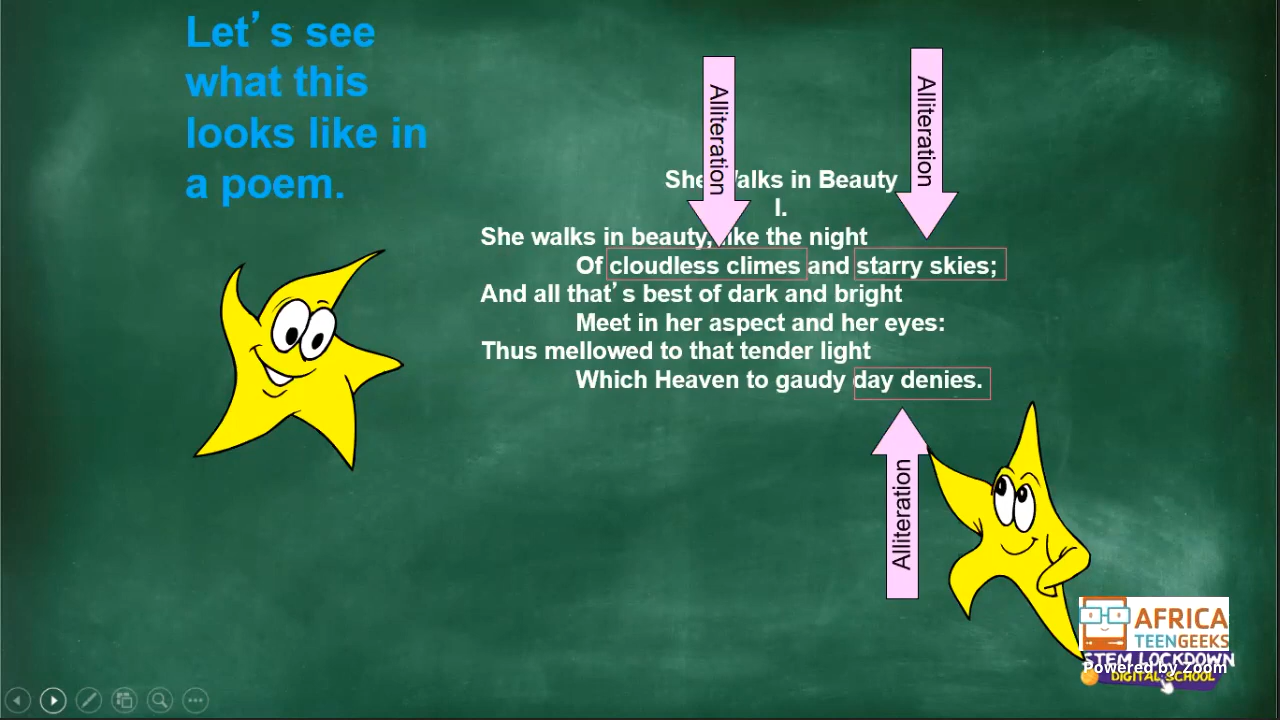 Let’s see
what this
looks like in
a poem.
Alliteration
Alliteration
She Walks in Beauty
I.
She walks in beauty, like the night
Of cloudless climes and starry skies;
And all that’s best of dark and bright
Meet in her aspect and her eyes:
Thus mellowed to that tender light
Which Heaven to gaudy day denies.
Alliteration
AFRICA
TEENGEEKS
STEM LOCKDOWN
Powered by Zoom
DIGITAL SCHOOL